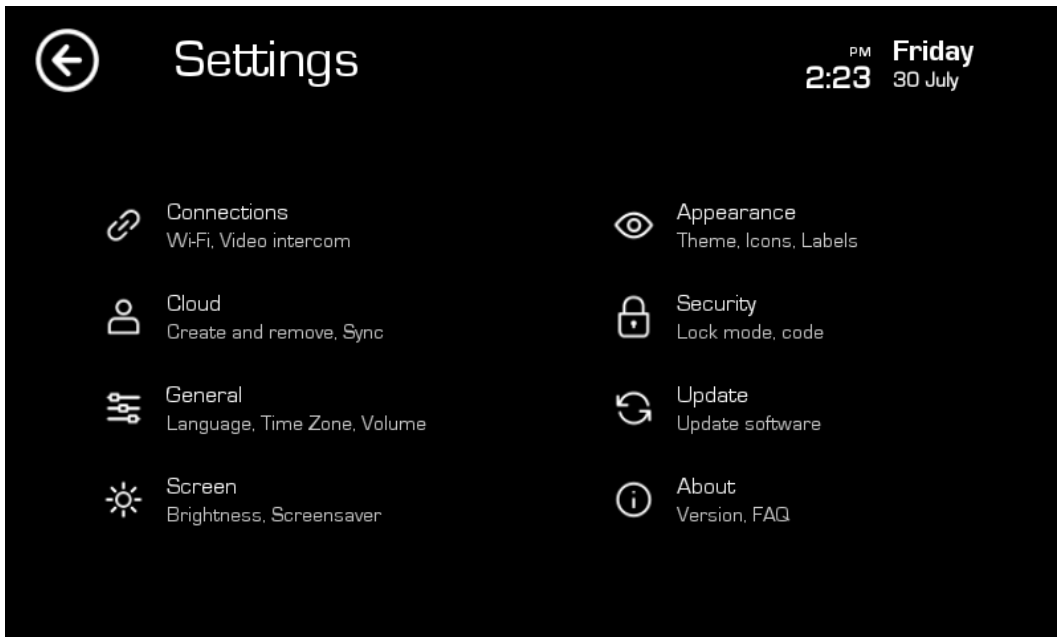 Settings
PM
2:23
Friday
30 July
Connections
Wi-Fi, Video intercom
Cloud
Create and remove, Sync
General
Language, Time Zone, Volume
Screen
Brightness, Screensaver
Appearance
Theme, Icons, Labels
Security
Lock mode, code
Update
Update software
About
Version, FAQ